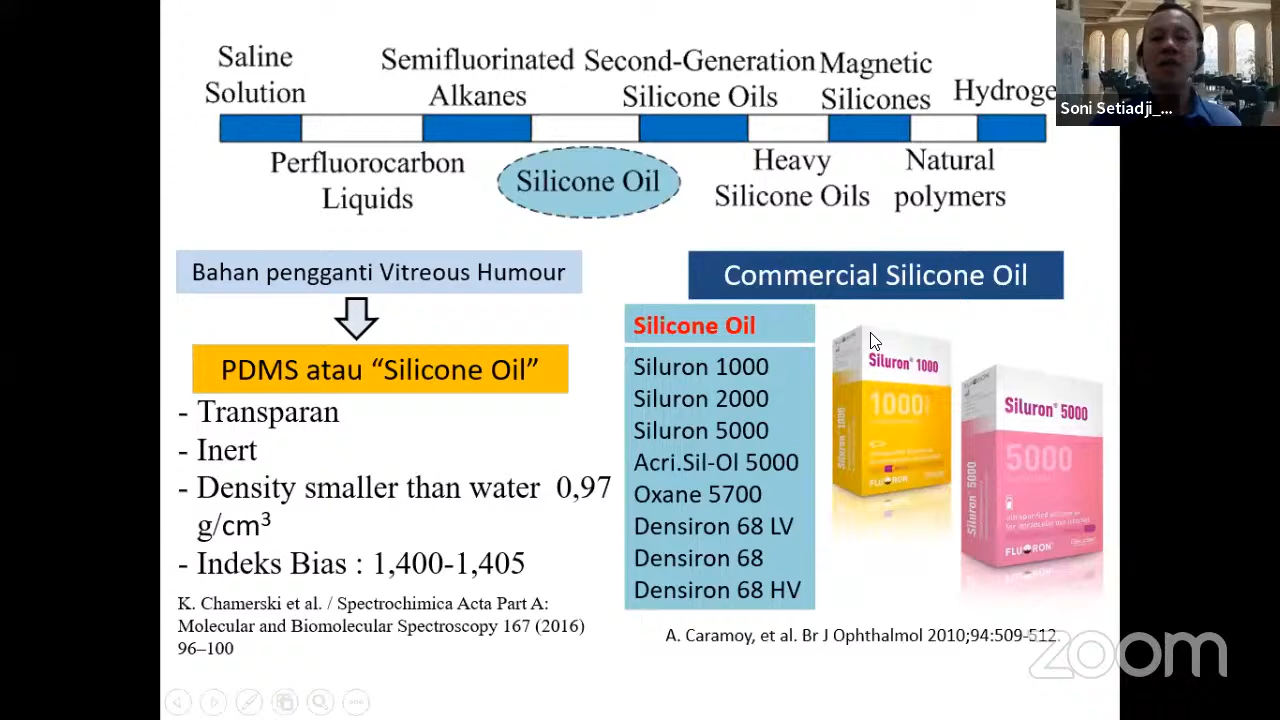 Saline
Solution
Semifluorinated
Alkanes
Second-Generation
Silicone Oils
Magnetic
Silicones
Hydroge
Soni Setiadji_...
Perfluorocarbon
Liquids
Silicone Oil
Heavy
Silicone Oils
Natural
polymers
Bahan pengganti Vitreous Humour
PDMS atau “Silicone Oil”
- Transparan
- Inert
- Density smaller than water 0,97
g/cm³
- Indeks Bias : 1,400-1,405
K. Chamerski et al. / Spectrochimica Acta Part A:
Molecular and Biomolecular Spectroscopy 167 (2016)
96–100
Commercial Silicone Oil
Silicone Oil
Siluron 1000
Siluron 2000
Siluron 5000
Acri.Sil-Ol 5000
Oxane 5700
Densiron 68 LV
Densiron 68
Densiron 68 HV
Siluron® 1000
1000
Siluron 1000
FLUORON
Siluron® 5000
5000
Siluron 5000
FLUORON
A. Caramoy, et al. Br J Ophthalmol 2010;94:509-512.
zoom